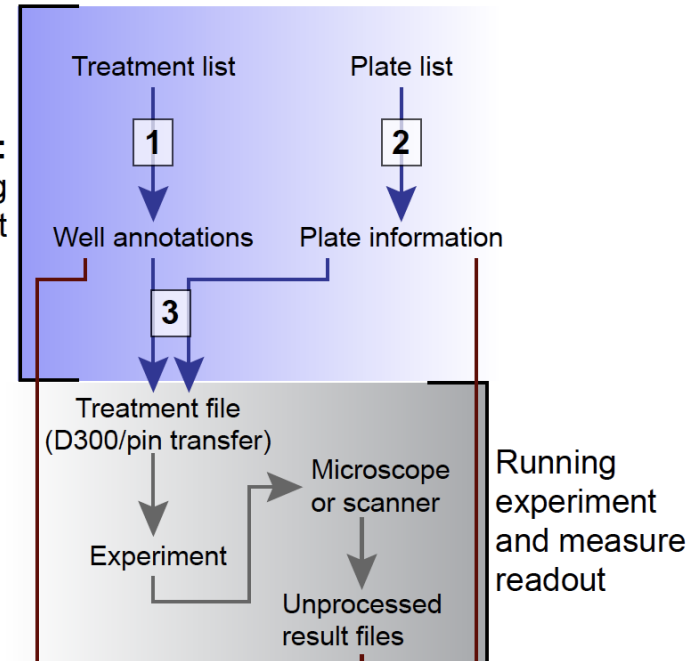 Treatment list
Plate list
1
2
:
g
t
Well annotations
Plate information
3
Treatment file
(D300/pin transfer)
Microscope
or scanner
Experiment
Unprocessed
result files
Running
experiment
and measure
readout